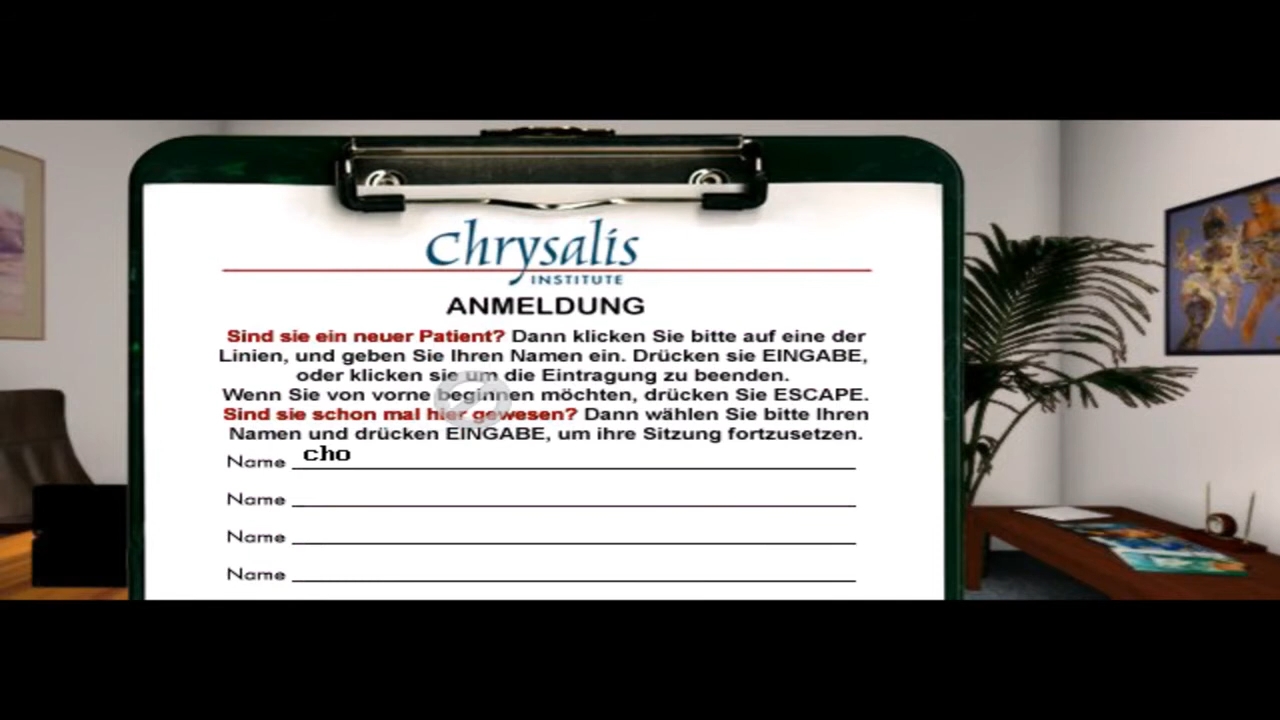 Chrysalis
INSTITUTE
ANMELDUNG
Sind sie ein neuer Patient? Dann klicken Sie bitte auf eine der
Linien, und geben Sie Ihren Namen ein. Drücken sie EINGABE,
oder klicken sie um die Eintragung zu beenden.
Wenn Sie von vorne beginnen möchten, drücken Sie ESCAPE.
Sind sie schon mal hier gewesen? Dann wählen Sie bitte Ihren
Namen und drücken EINGABE, um ihre Sitzung fortzusetzen.
Name cho
Name
Name
Name